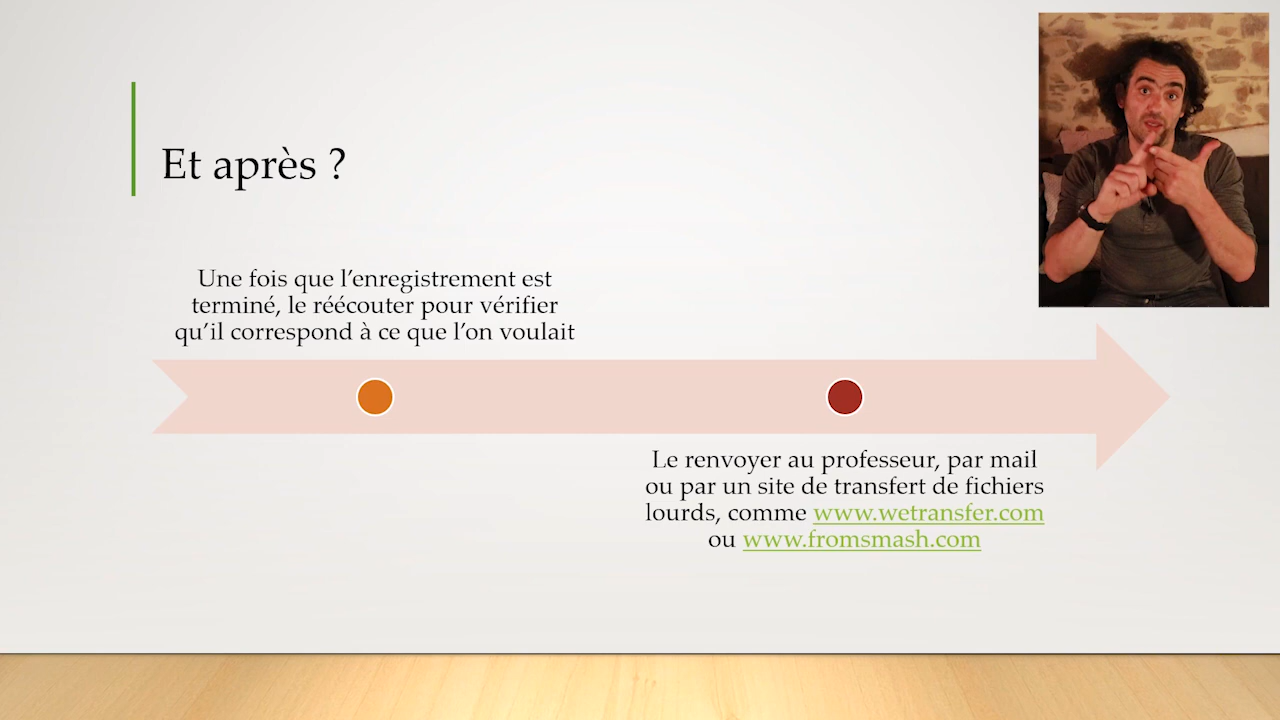 Et après ?
Une fois que l’enregistrement est
terminé, le réécouter pour vérifier
qu’il correspond à ce que l’on voulait
Le renvoyer au professeur, par mail
ou par un site de transfert de fichiers
lourds, comme www.wetransfer.com
ou www.fromsmash.com